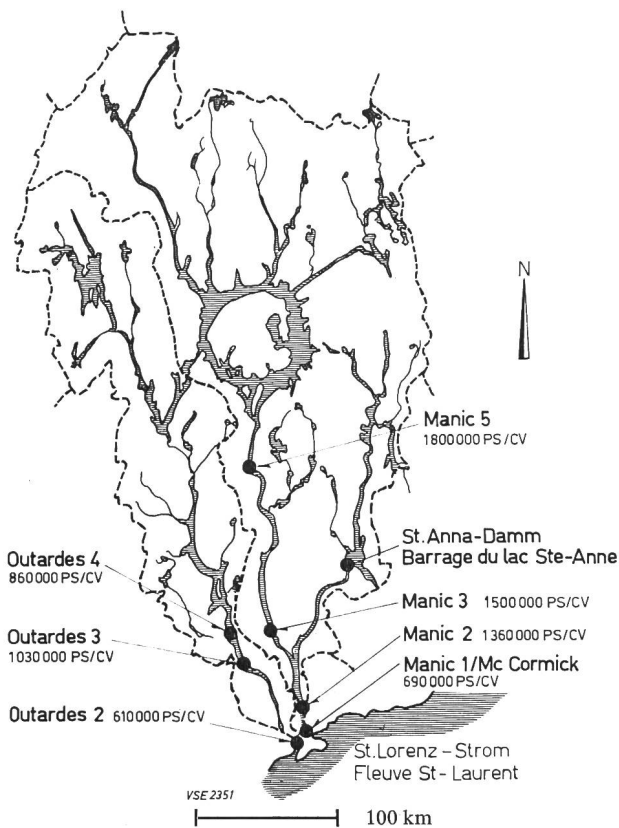 N
Manic 5
1800000 PS/CV
St.Anna-Damm
Barrage du lac Ste-Anne
Outardes 4
860000 PS/CV
Manic 3 1500000 PS/CV
Manic 2 1360000 PS/CV
Outardes 3
1030000 PS/CV
Manic 1/Mc Cormick
690000 PS/CV
Outardes 2 610000 PS/CV
St.Lorenz-Strom
Fleuve St-Laurent
VSE 2351
100 km